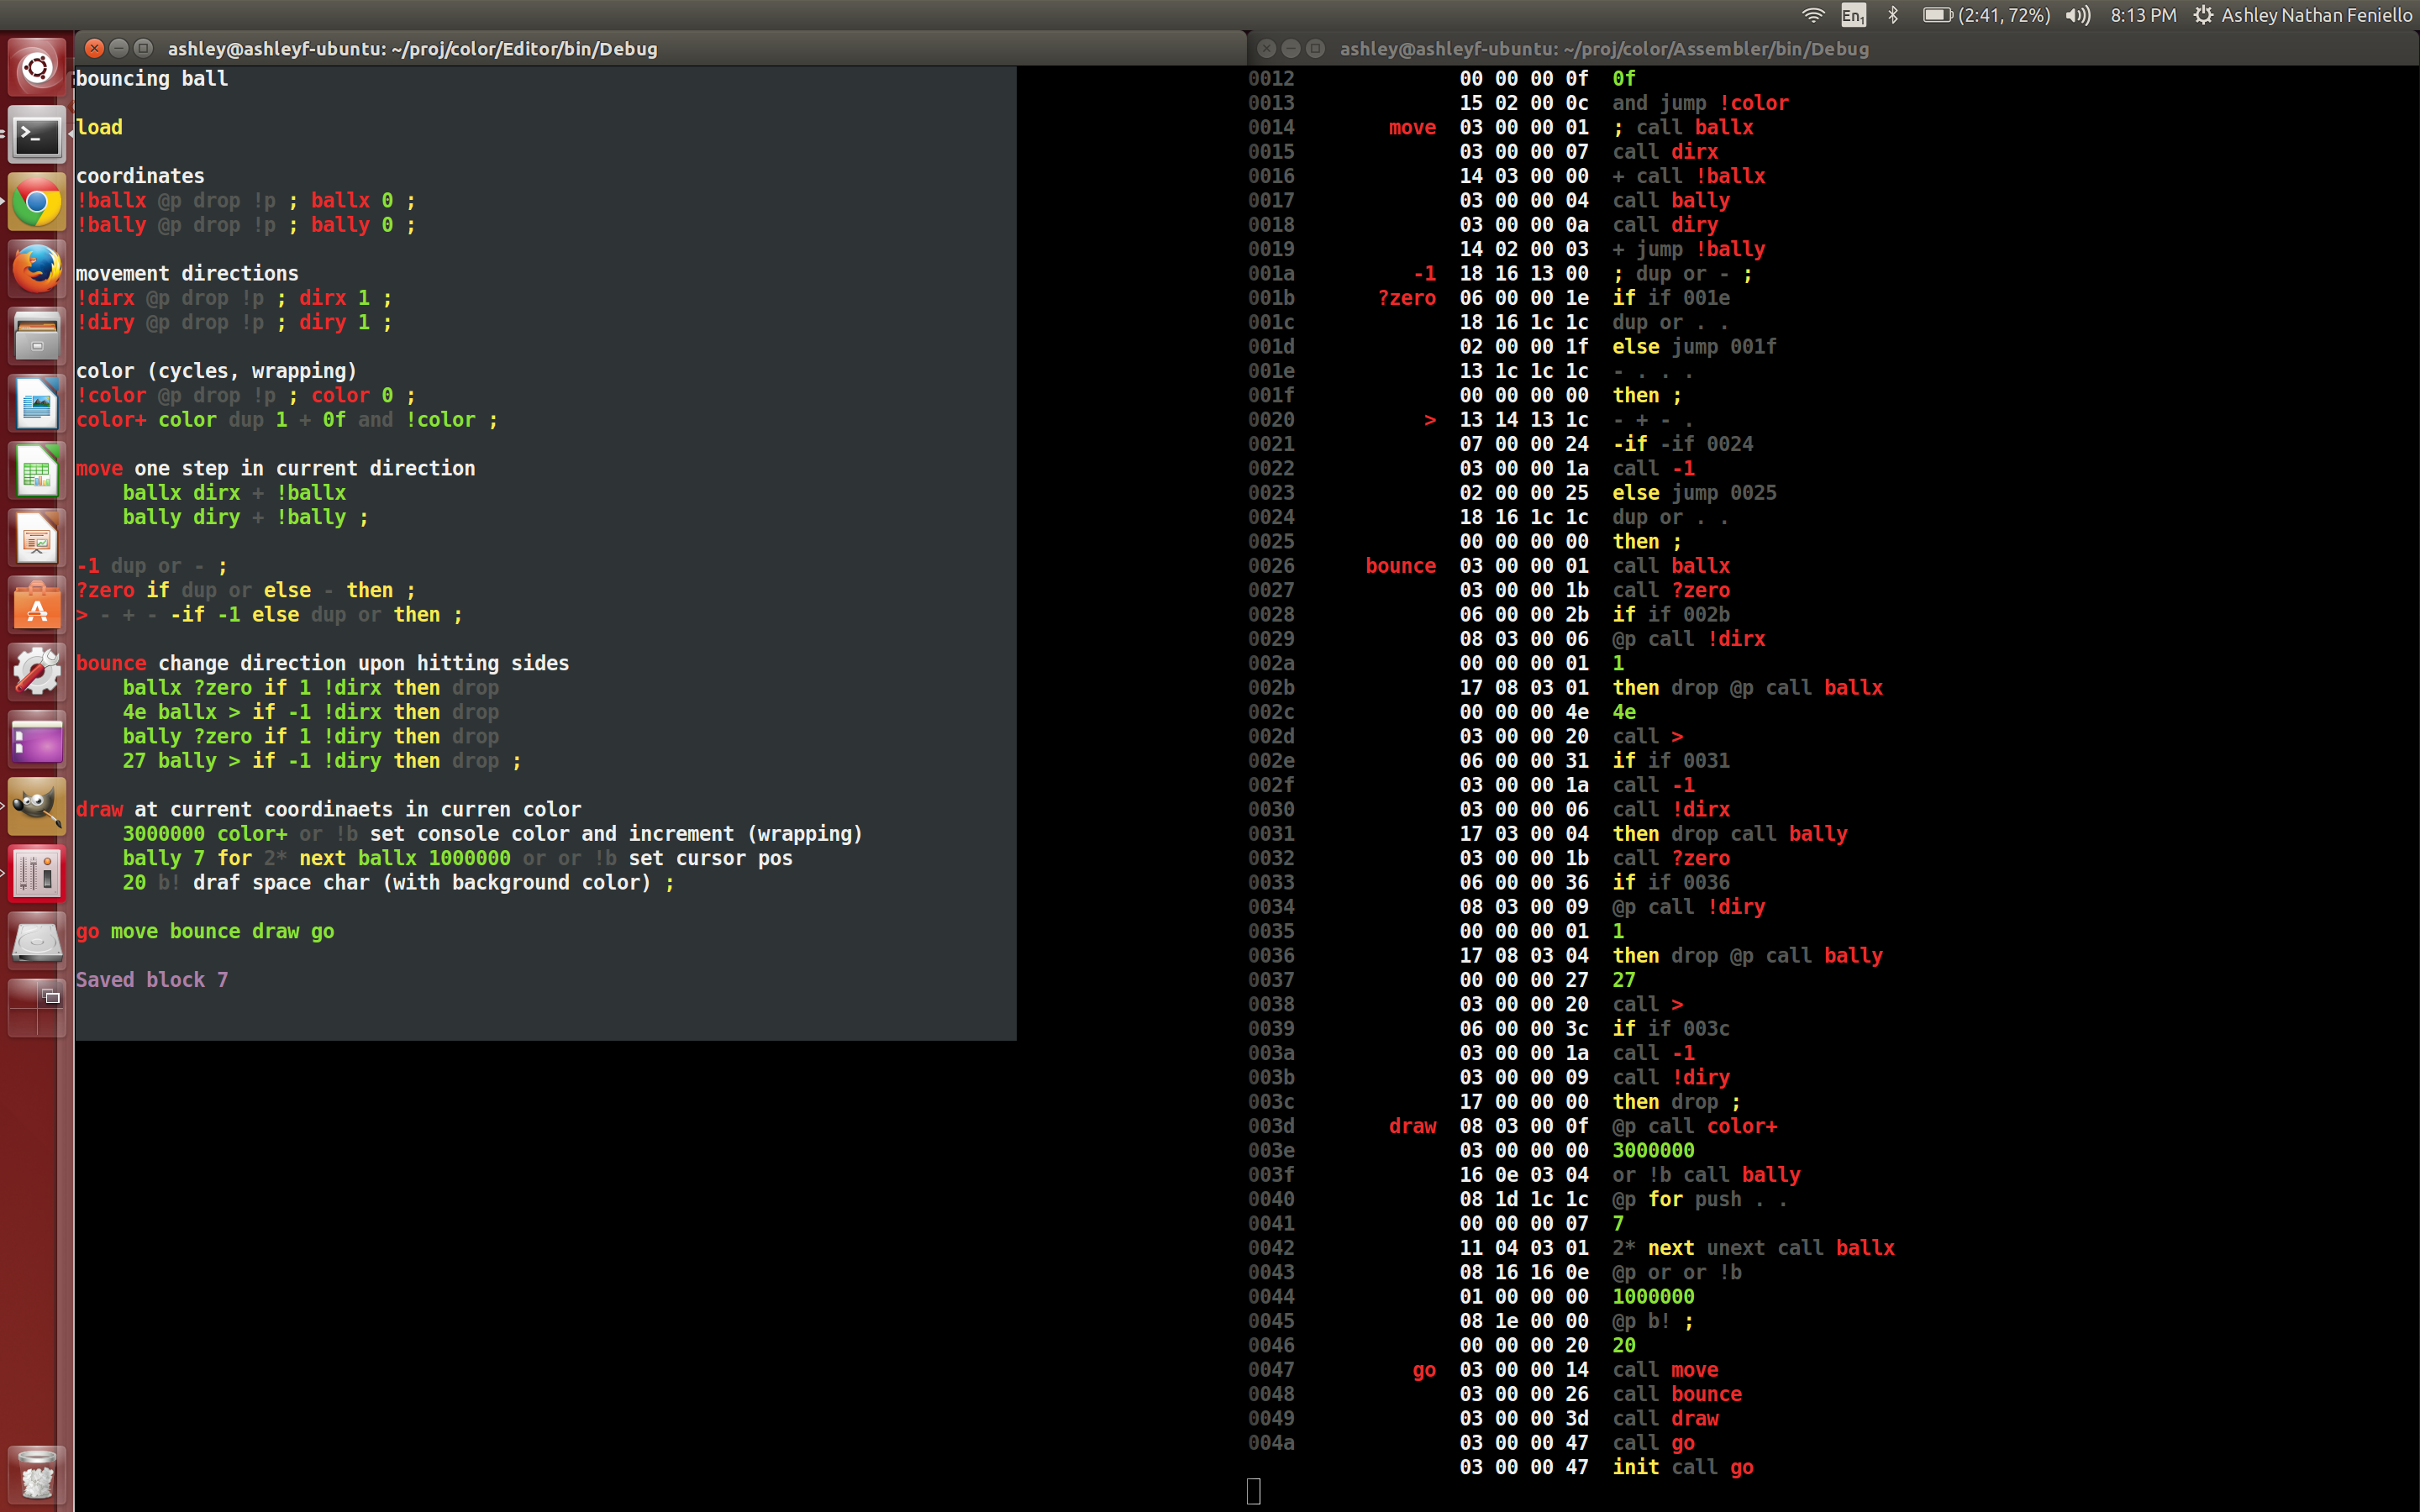 En1 (2:41, 72%) 8:13 PM Ashley Nathan Feniello
ashley@ashleyf-ubuntu: ~/proj/color/Editor/bin/Debug
bouncing ball
load
coordinates
!ballx @p drop !p ; ballx 0 ;
!bally @p drop !p ; bally 0 ;
movement directions
!dirx @p drop !p ; dirx 1 ;
!diry @p drop !p ; diry 1 ;
color (cycles, wrapping)
!color @p drop !p ; color 0 ;
color+ color dup 1 + 0f and !color ;
move one step in current direction
ballx dirx + !ballx
bally diry + !bally ;
-1 dup or - ;
?zero if dup or else - then ;
> - + - -if -1 else dup or then ;
bounce change direction upon hitting sides
ballx ?zero if 1 !dirx then drop
4e ballx > if -1 !dirx then drop
bally ?zero if 1 !diry then drop
27 bally > if -1 !diry then drop ;
draw at current coordinaets in curren color
3000000 color+ or !b set console color and increment (wrapping)
bally 7 for 2* next ballx 1000000 or or !b set cursor pos
20 b! draf space char (with background color) ;
go move bounce draw go
Saved block 7
ashley@ashleyf-ubuntu: ~/proj/color/Assembler/bin/Debug
0012 00 00 00 0f 0f
0013 15 02 00 0c and jump !color
0014 move 03 00 00 01 ; call ballx
0015 03 00 00 07 call dirx
0016 14 03 00 00 + call !ballx
0017 03 00 00 04 call bally
0018 03 00 00 0a call diry
0019 14 02 00 03 + jump !bally
001a -1 18 16 13 00 ; dup or - ;
001b ?zero 06 00 00 1e if if 001e
001c 18 16 1c 1c dup or . .
001d 02 00 00 1f else jump 001f
001e 13 1c 1c 1c - . . .
001f 00 00 00 00 then ;
0020 > 13 14 13 1c - + - .
0021 07 00 00 24 -if -if 0024
0022 03 00 00 1a call -1
0023 02 00 00 25 else jump 0025
0024 18 16 1c 1c dup or . .
0025 00 00 00 00 then ;
0026 bounce 03 00 00 01 call ballx
0027 03 00 00 1b call ?zero
0028 06 00 00 2b if if 002b
0029 08 03 00 06 @p call !dirx
002a 00 00 00 01 1
002b 17 08 03 01 then drop @p call ballx
002c 00 00 00 4e 4e
002d 03 00 00 20 call >
002e 06 00 00 31 if if 0031
002f 03 00 00 1a call -1
0030 03 00 00 06 call !dirx
0031 17 03 00 04 then drop call bally
0032 03 00 00 1b call ?zero
0033 06 00 00 36 if if 0036
0034 08 03 00 09 @p call !diry
0035 00 00 00 01 1
0036 17 08 03 04 then drop @p call bally
0037 00 00 00 27 27
0038 03 00 00 20 call >
0039 06 00 00 3c if if 003c
003a 03 00 00 1a call -1
003b 03 00 00 09 call !diry
003c 17 00 00 00 then drop ;
003d draw 08 03 00 0f @p call color+
003e 03 00 00 00 3000000
003f 16 0e 03 04 or !b call bally
0040 08 1d 1c 1c @p for push . .
0041 00 00 00 07 7
0042 11 04 03 01 2* next unext call ballx
0043 08 16 16 0e @p or or !b
0044 01 00 00 00 1000000
0045 08 1e 00 00 @p b! ;
0046 00 00 00 20 20
0047 go 03 00 00 14 call move
0048 03 00 00 26 call bounce
0049 03 00 00 3d call draw
004a 03 00 00 47 call go
03 00 00 47 init call go